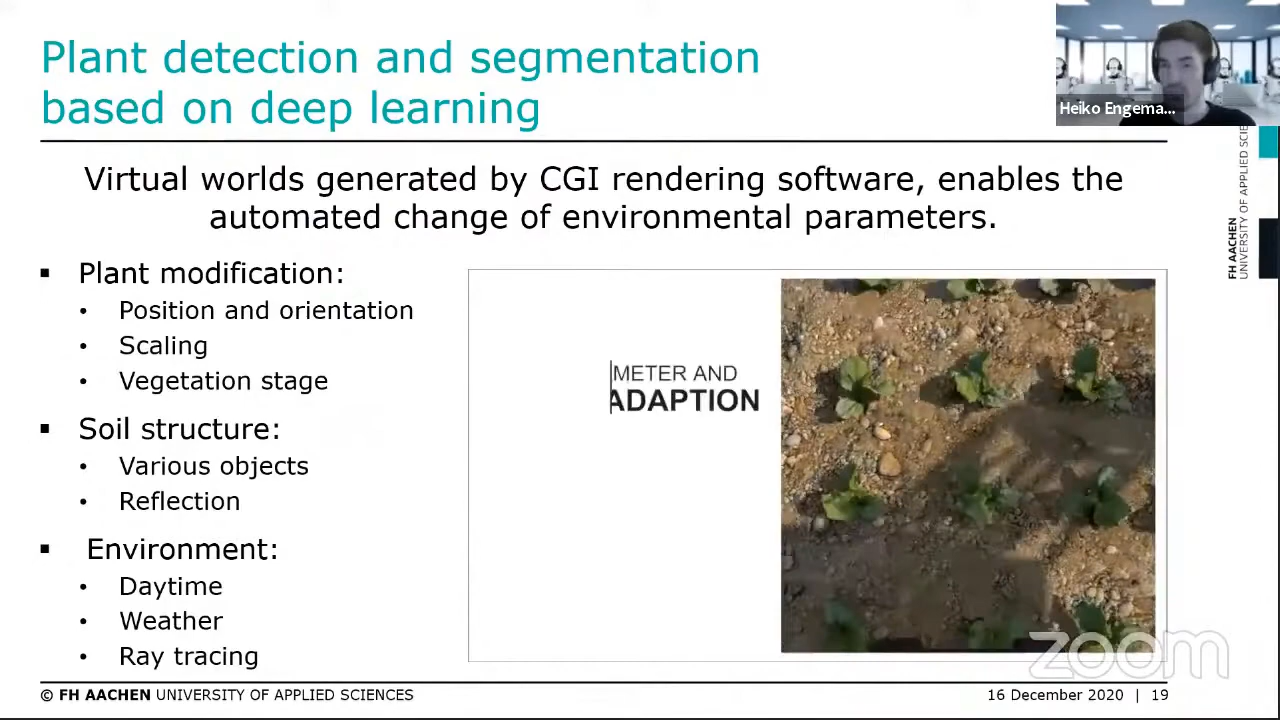 Plant detection and segmentation
based on deep learning
Heiko Engema...
Virtual worlds generated by CGI rendering software, enables the
automated change of environmental parameters.
▪ Plant modification:
• Position and orientation
• Scaling
• Vegetation stage
▪ Soil structure:
• Various objects
• Reflection
▪ Environment:
• Daytime
• Weather
• Ray tracing
METER AND
ADAPTION
FH AACHEN
UNIVERSITY OF APPLIED SCIE
zoom
© FH AACHEN UNIVERSITY OF APPLIED SCIENCES
16 December 2020 | 19